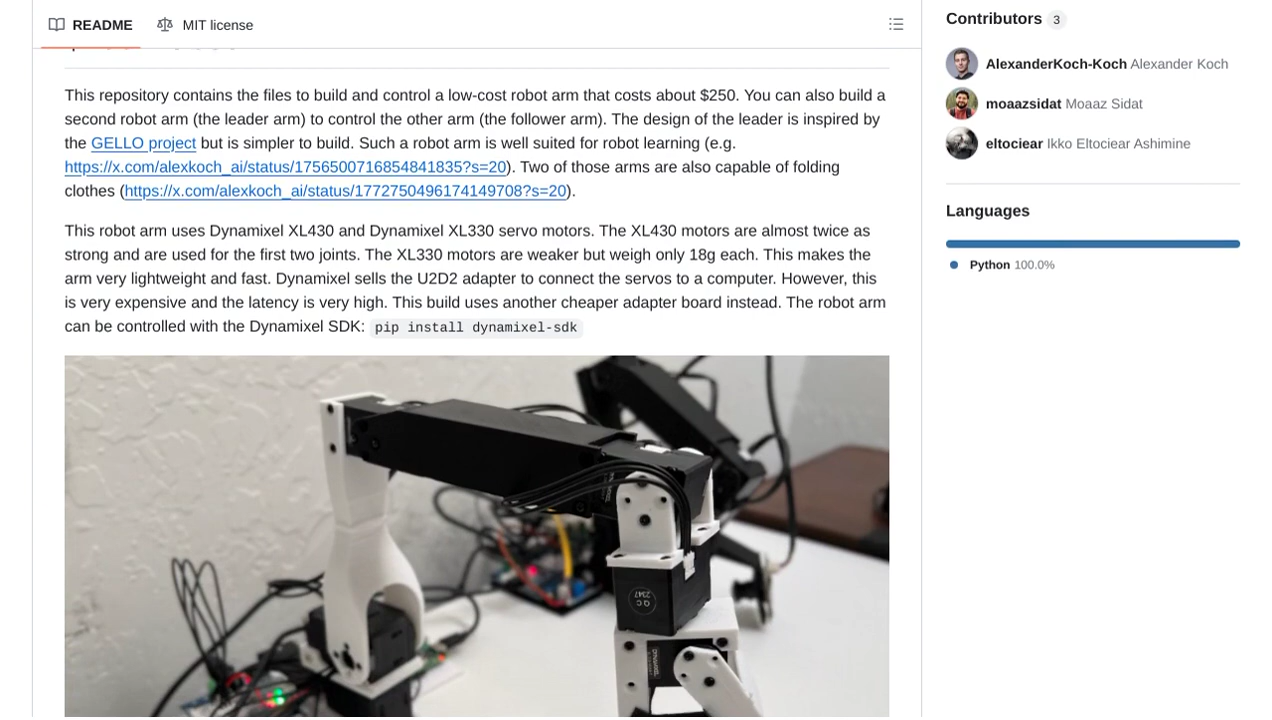 README
MIT license
Contributors 3
AlexanderKoch-Koch Alexander Koch
moaazsidat Moaaz Sidat
eltociear Ikko Eltociear Ashimine
Languages
Python 100.0%
This repository contains the files to build and control a low-cost robot arm that costs about $250. You can also build a
second robot arm (the leader arm) to control the other arm (the follower arm). The design of the leader is inspired by
the GELLO project but is simpler to build. Such a robot arm is well suited for robot learning (e.g.
https://x.com/alexkoch_ai/status/1756500716854841835?s=20). Two of those arms are also capable of folding
clothes (https://x.com/alexkoch_ai/status/1772750496174149708?s=20).
This robot arm uses Dynamixel XL430 and Dynamixel XL330 servo motors. The XL430 motors are almost twice as
strong and are used for the first two joints. The XL330 motors are weaker but weigh only 18g each. This makes the
arm very lightweight and fast. Dynamixel sells the U2D2 adapter to connect the servos to a computer. However, this
is very expensive and the latency is very high. This build uses another cheaper adapter board instead. The robot arm
can be controlled with the Dynamixel SDK: pip install dynamixel-sdk